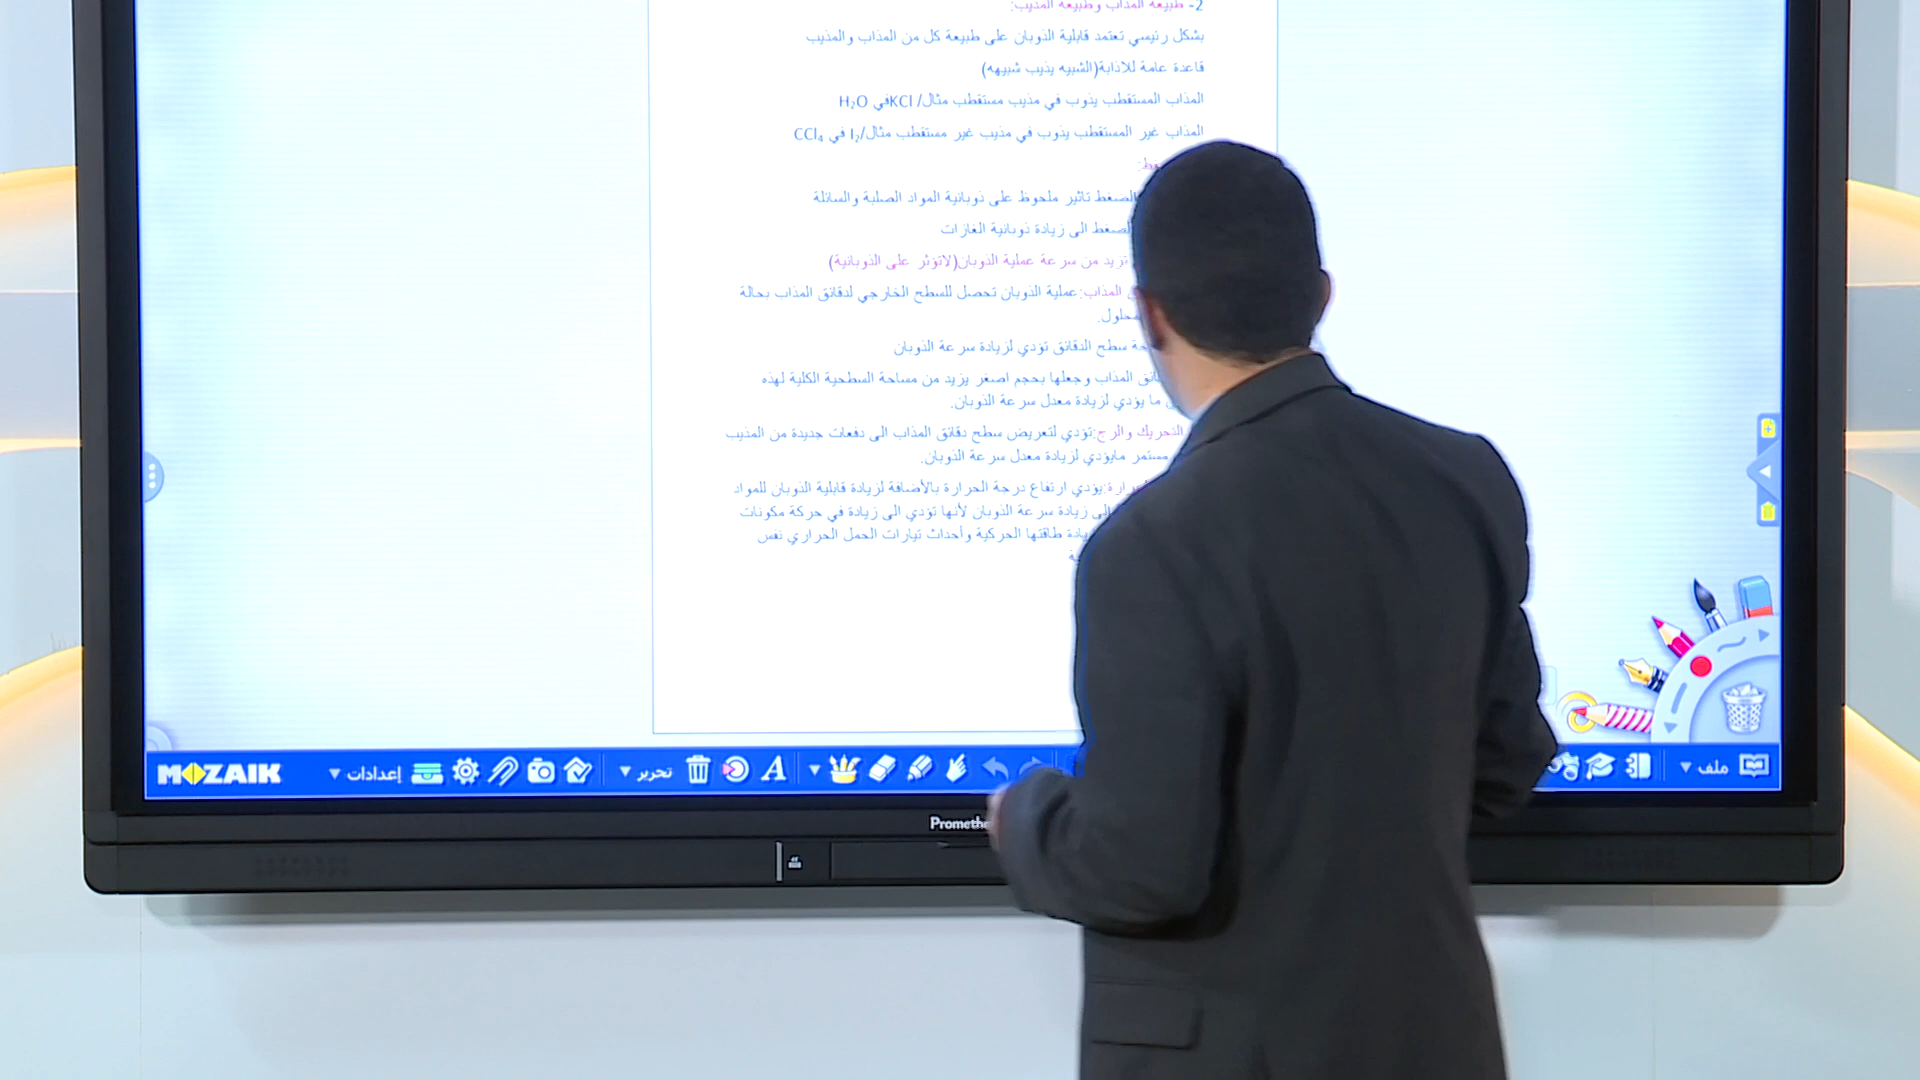 2- طبيعة المذاب وطبيعة المذيب:
بشكل رئيسي تعتمد قابلية الذوبان على طبيعة كل من المذاب والمذيب
قاعدة عامة للاذابة(الشبيه يذيب شبيهه)
المذاب المستقطب يذوب في مذيب مستقطب مثال/ KClفي H₂O
المذاب غير المستقطب يذوب في مذيب غير مستقطب مثال/I₂ في CCl₄
الضغط تاثير ملحوظ على ذوبانية المواد الصلبة والسائلة
الضغط الى زيادة ذوبانية الغازات
تزيد من سرعة عملية الذوبان(لاتؤثر على الذوبانية)
المذاب:عملية الذوبان تحصل للسطح الخارجي لدقائق المذاب بحالة
سطح الدقائق تؤدي لزيادة سرعة الذوبان
المذاب وجعلها بحجم اصغر يزيد من مساحة السطحية الكلية لهذه
ما يؤدي لزيادة معدل سرعة الذوبان.
التحريك والرج:تؤدي لتعريض سطح دقائق المذاب الى دفعات جديدة من المذيب
مستمر مايؤدي لزيادة معدل سرعة الذوبان.
يؤدي ارتفاع درجة الحرارة بالأضافة لزيادة قابلية الذوبان للمواد
الى زيادة سرعة الذوبان لأنها تؤدي الى زيادة في حركة مكونات
طاقتها الحركية وأحداث تيارات الحمل الحراري نفس
ملف
تحرير
إعدادات
MOZAIK
Prometh